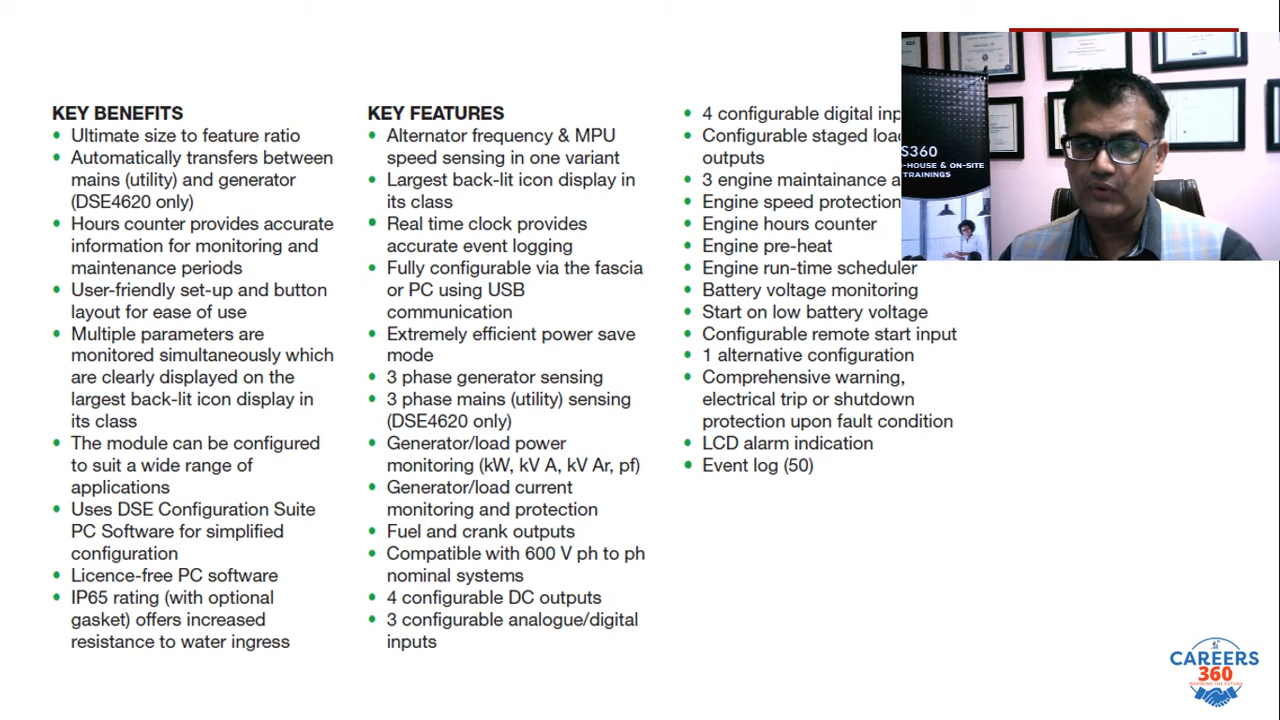 KEY BENEFITS
Ultimate size to feature ratio
Automatically transfers between
mains (utility) and generator
(DSE4620 only)
Hours counter provides accurate
information for monitoring and
maintenance periods
User-friendly set-up and button
layout for ease of use
Multiple parameters are
monitored simultaneously which
are clearly displayed on the
largest back-lit icon display in
its class
The module can be configured
to suit a wide range of
applications
Uses DSE Configuration Suite
PC Software for simplified
configuration
Licence-free PC software
IP65 rating (with optional
gasket) offers increased
resistance to water ingress
KEY FEATURES
Alternator frequency & MPU
speed sensing in one variant
Largest back-lit icon display in
its class
Real time clock provides
accurate event logging
Fully configurable via the fascia
or PC using USB
communication
Extremely efficient power save
mode
3 phase generator sensing
3 phase mains (utility) sensing
(DSE4620 only)
Generator/load power
monitoring (kW, kV A, kV Ar, pf)
Generator/load current
monitoring and protection
Fuel and crank outputs
Compatible with 600 V ph to ph
nominal systems
4 configurable DC outputs
3 configurable analogue/digital
inputs
4 configurable digital inp
Configurable staged loa
outputs
3 engine maintainance a
Engine speed protection
Engine hours counter
Engine pre-heat
Engine run-time scheduler
Battery voltage monitoring
Start on low battery voltage
Configurable remote start input
1 alternative configuration
Comprehensive warning,
electrical trip or shutdown
protection upon fault condition
LCD alarm indication
Event log (50)
S360
-HOUSE & ON-SITE
TRAININGS
CAREERS
360
INSPIRING THE FUTURE